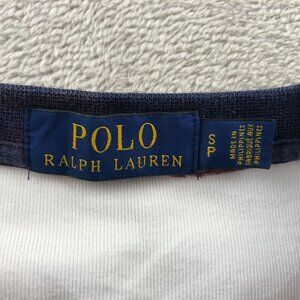 POLO
RALPH LAUREN
S
P
MADE IN
PHILIPPINES
FABRIQUÉ AUX
PHILIPPINES